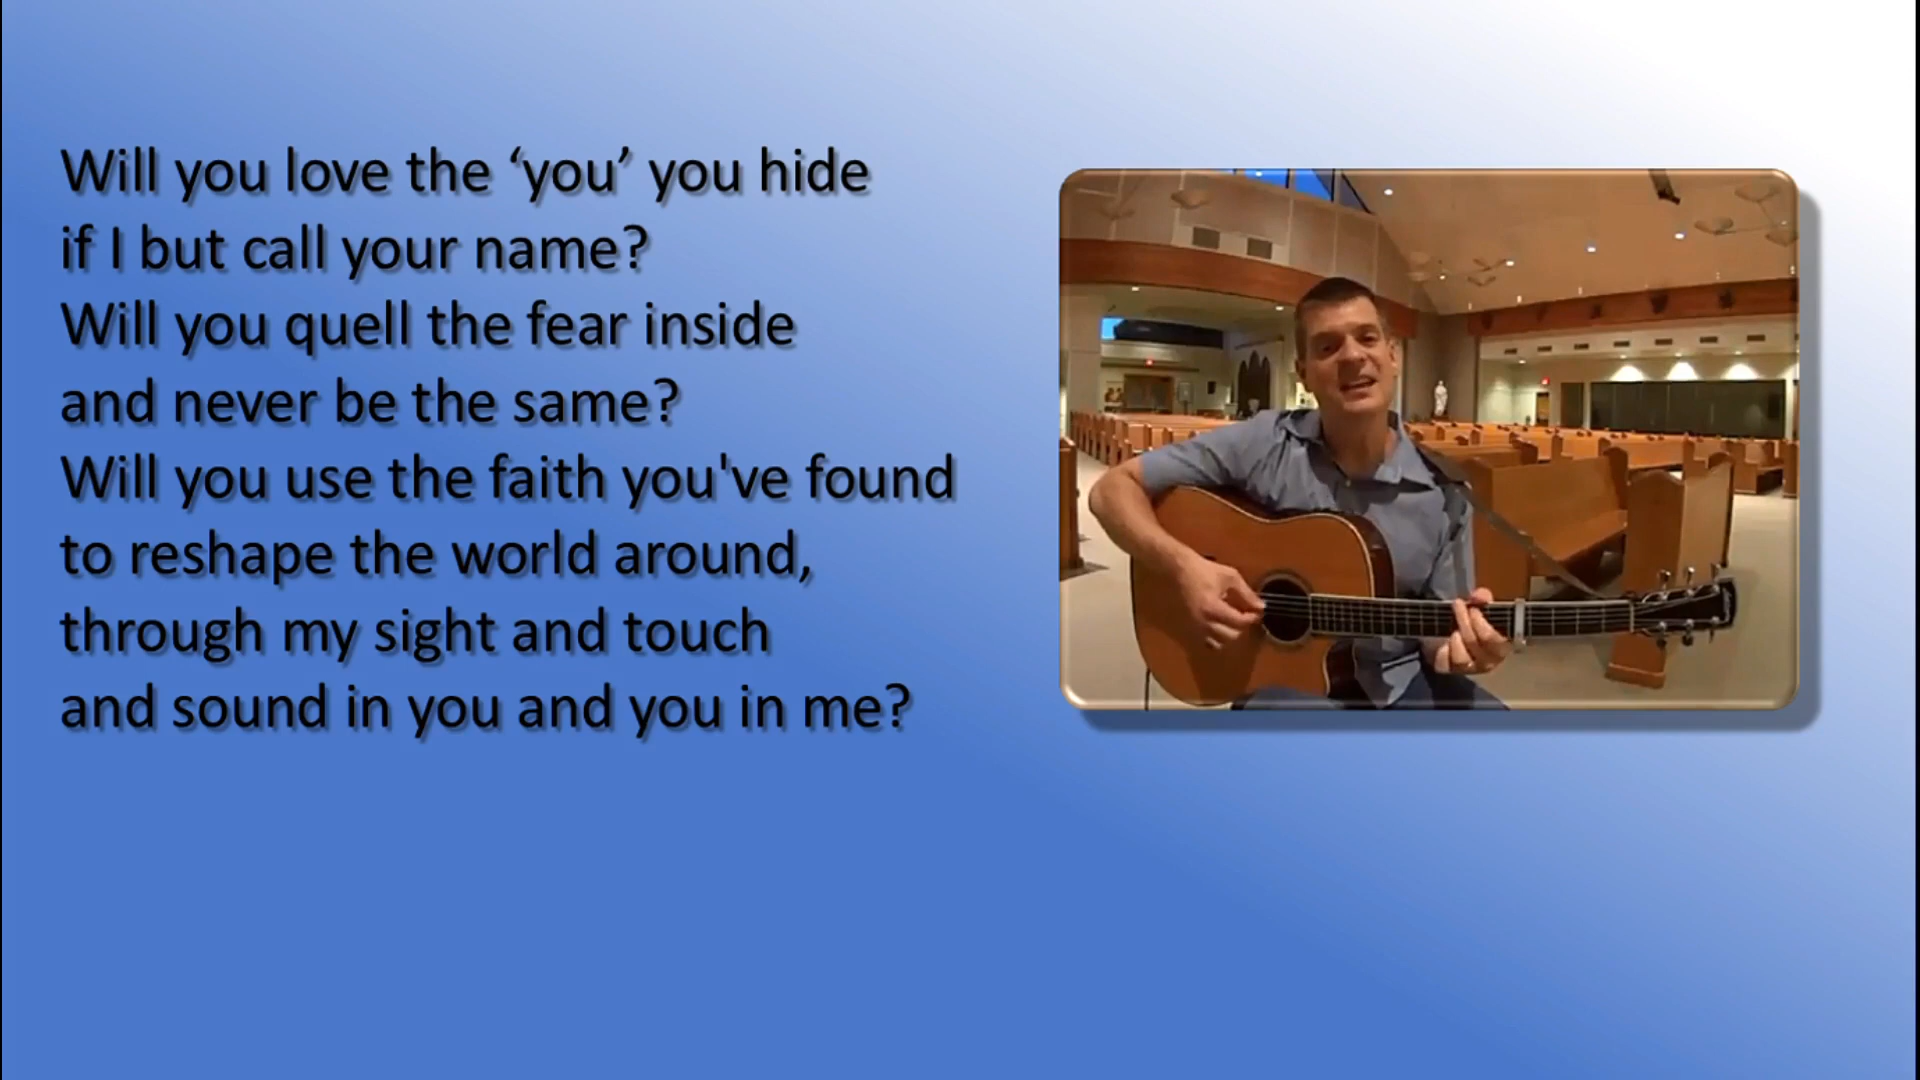 Will you love the ‘you’ you hide
if I but call your name?
Will you quell the fear inside
and never be the same?
Will you use the faith you've found
to reshape the world around,
through my sight and touch
and sound in you and you in me?